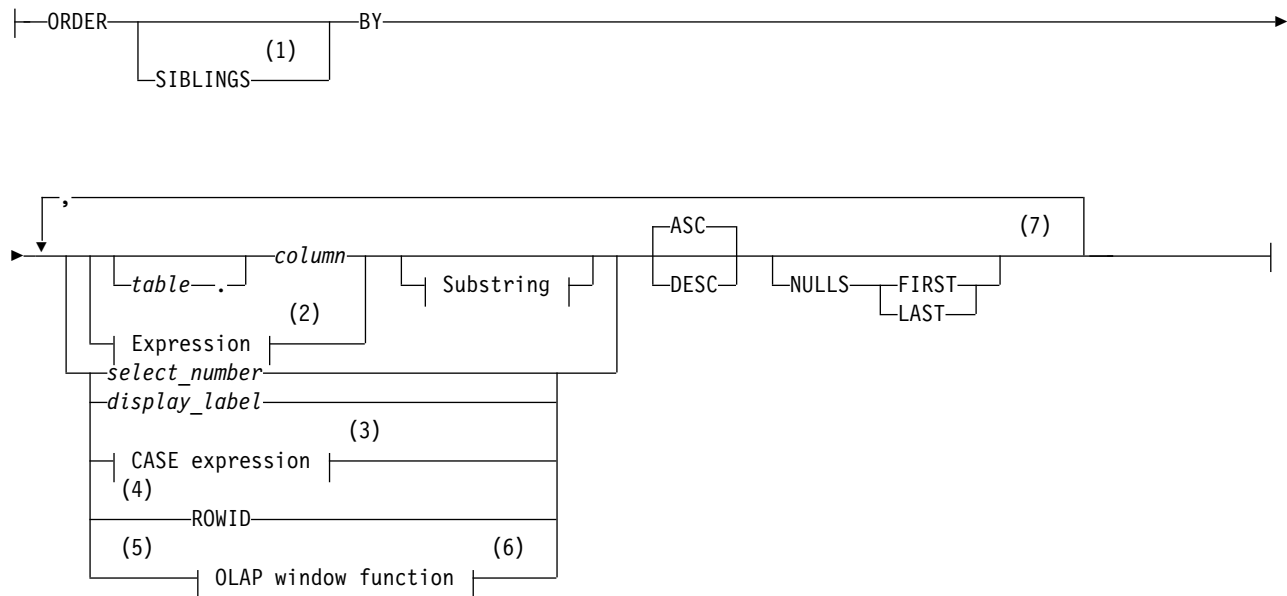 ORDER BY
(1)
SIBLINGS
,
ASC (7)
column
table . Substring DESC NULLS FIRST
(2) LAST
Expression
select_number
display_label
(3)
CASE expression
(4)
ROWID
(5) (6)
OLAP window function